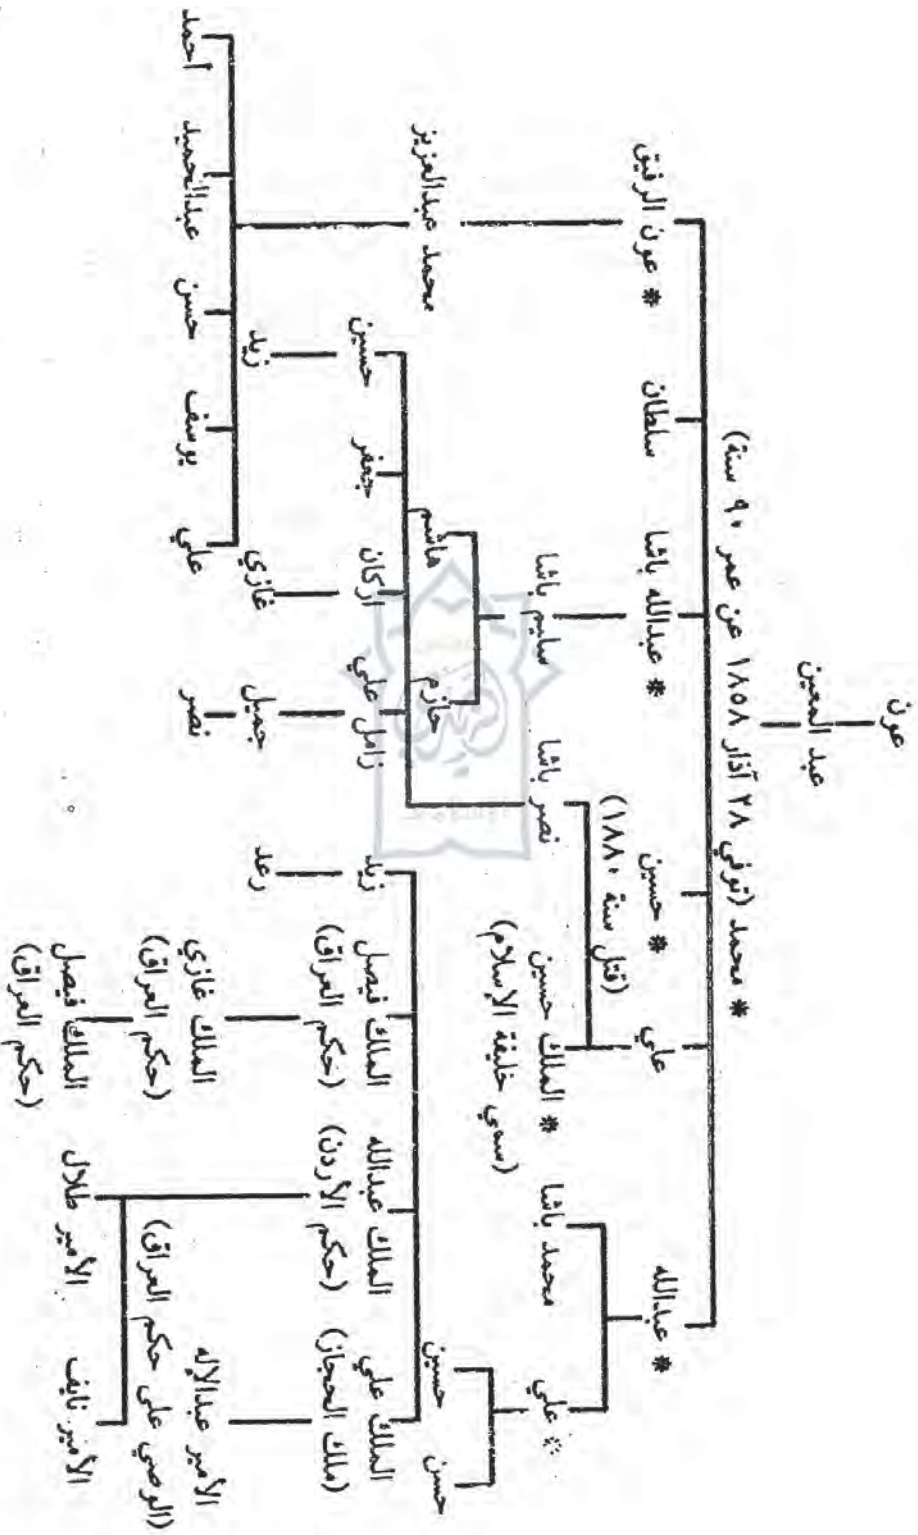 عون
عبد المعين
* محمد (توفي ٢٨ آذار ١٨٥٨ عن عمر ٩٠ سنة)
عبدالله *
علي
حسين *
(قتل سنة ١٨٨٠)
عبدالله باشا *
سلطان
عون الرفيق *
علي *
محمد باشا
* الملك حسين
(سمي خليفة الإسلام)
نصر باشا
سليم باشا
محمد عبدالعزيز
حسن
حسين
حازم
هاشم
الملك علي
(ملك الحجاز)
الملك عبدالله
(حكم الأردن)
الملك فيصل
(حكم العراق)
زيد
علي
زامل
اركان
جعفر
حسين
الأمير عبدالإله
(الوصي على حكم العراق)
الملك غازي
(حكم العراق)
رعد
جميل
غازي
زيد
الأمير نايف
الأمير طلال
الملك فيصل
(حكم العراق)
نصر
علي
يوسف
حسن
عبدالحميد
احمد